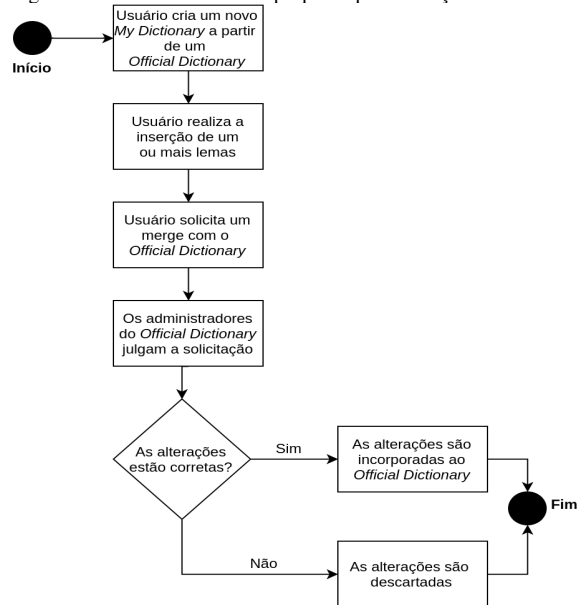 Usuário cria um novo
My Dictionary a partir
de um
Official Dictionary
Início
Usuário realiza a
inserção de um
ou mais lemas
Usuário solicita um
merge com o
Official Dictionary
Os administradores
do Official Dictionary
julgam a solicitação
As alterações
estão corretas?
Sim
As alterações são
incorporadas ao
Official Dictionary
Fim
Não
As alterações são
descartadas